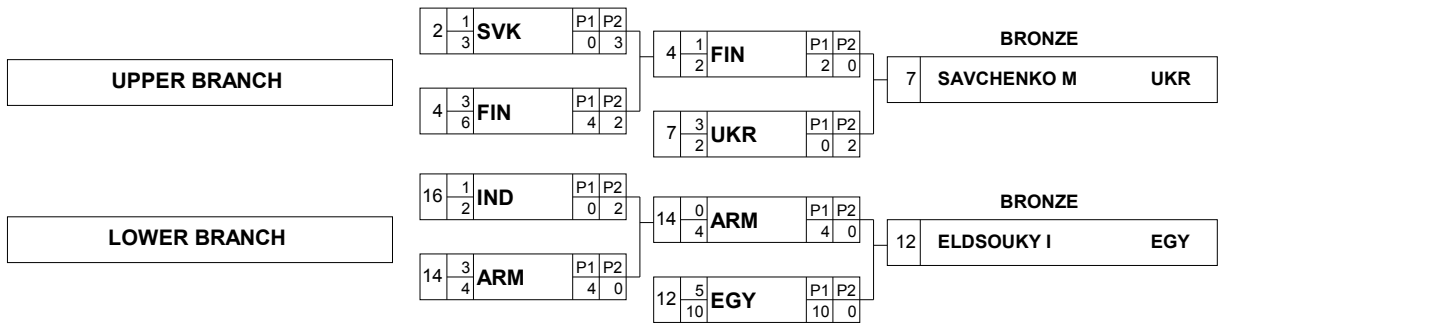 UPPER BRANCH
2 1 3 SVK P1 P2 0 3
4 3 6 FIN P1 P2 4 2
4 1 2 FIN P1 P2 2 0
7 3 2 UKR P1 P2 0 2
BRONZE
7 SAVCHENKO M UKR
LOWER BRANCH
16 1 2 IND P1 P2 0 2
14 3 4 ARM P1 P2 4 0
14 0 4 ARM P1 P2 4 0
12 5 10 EGY P1 P2 10 0
BRONZE
12 ELDSOUKY I EGY